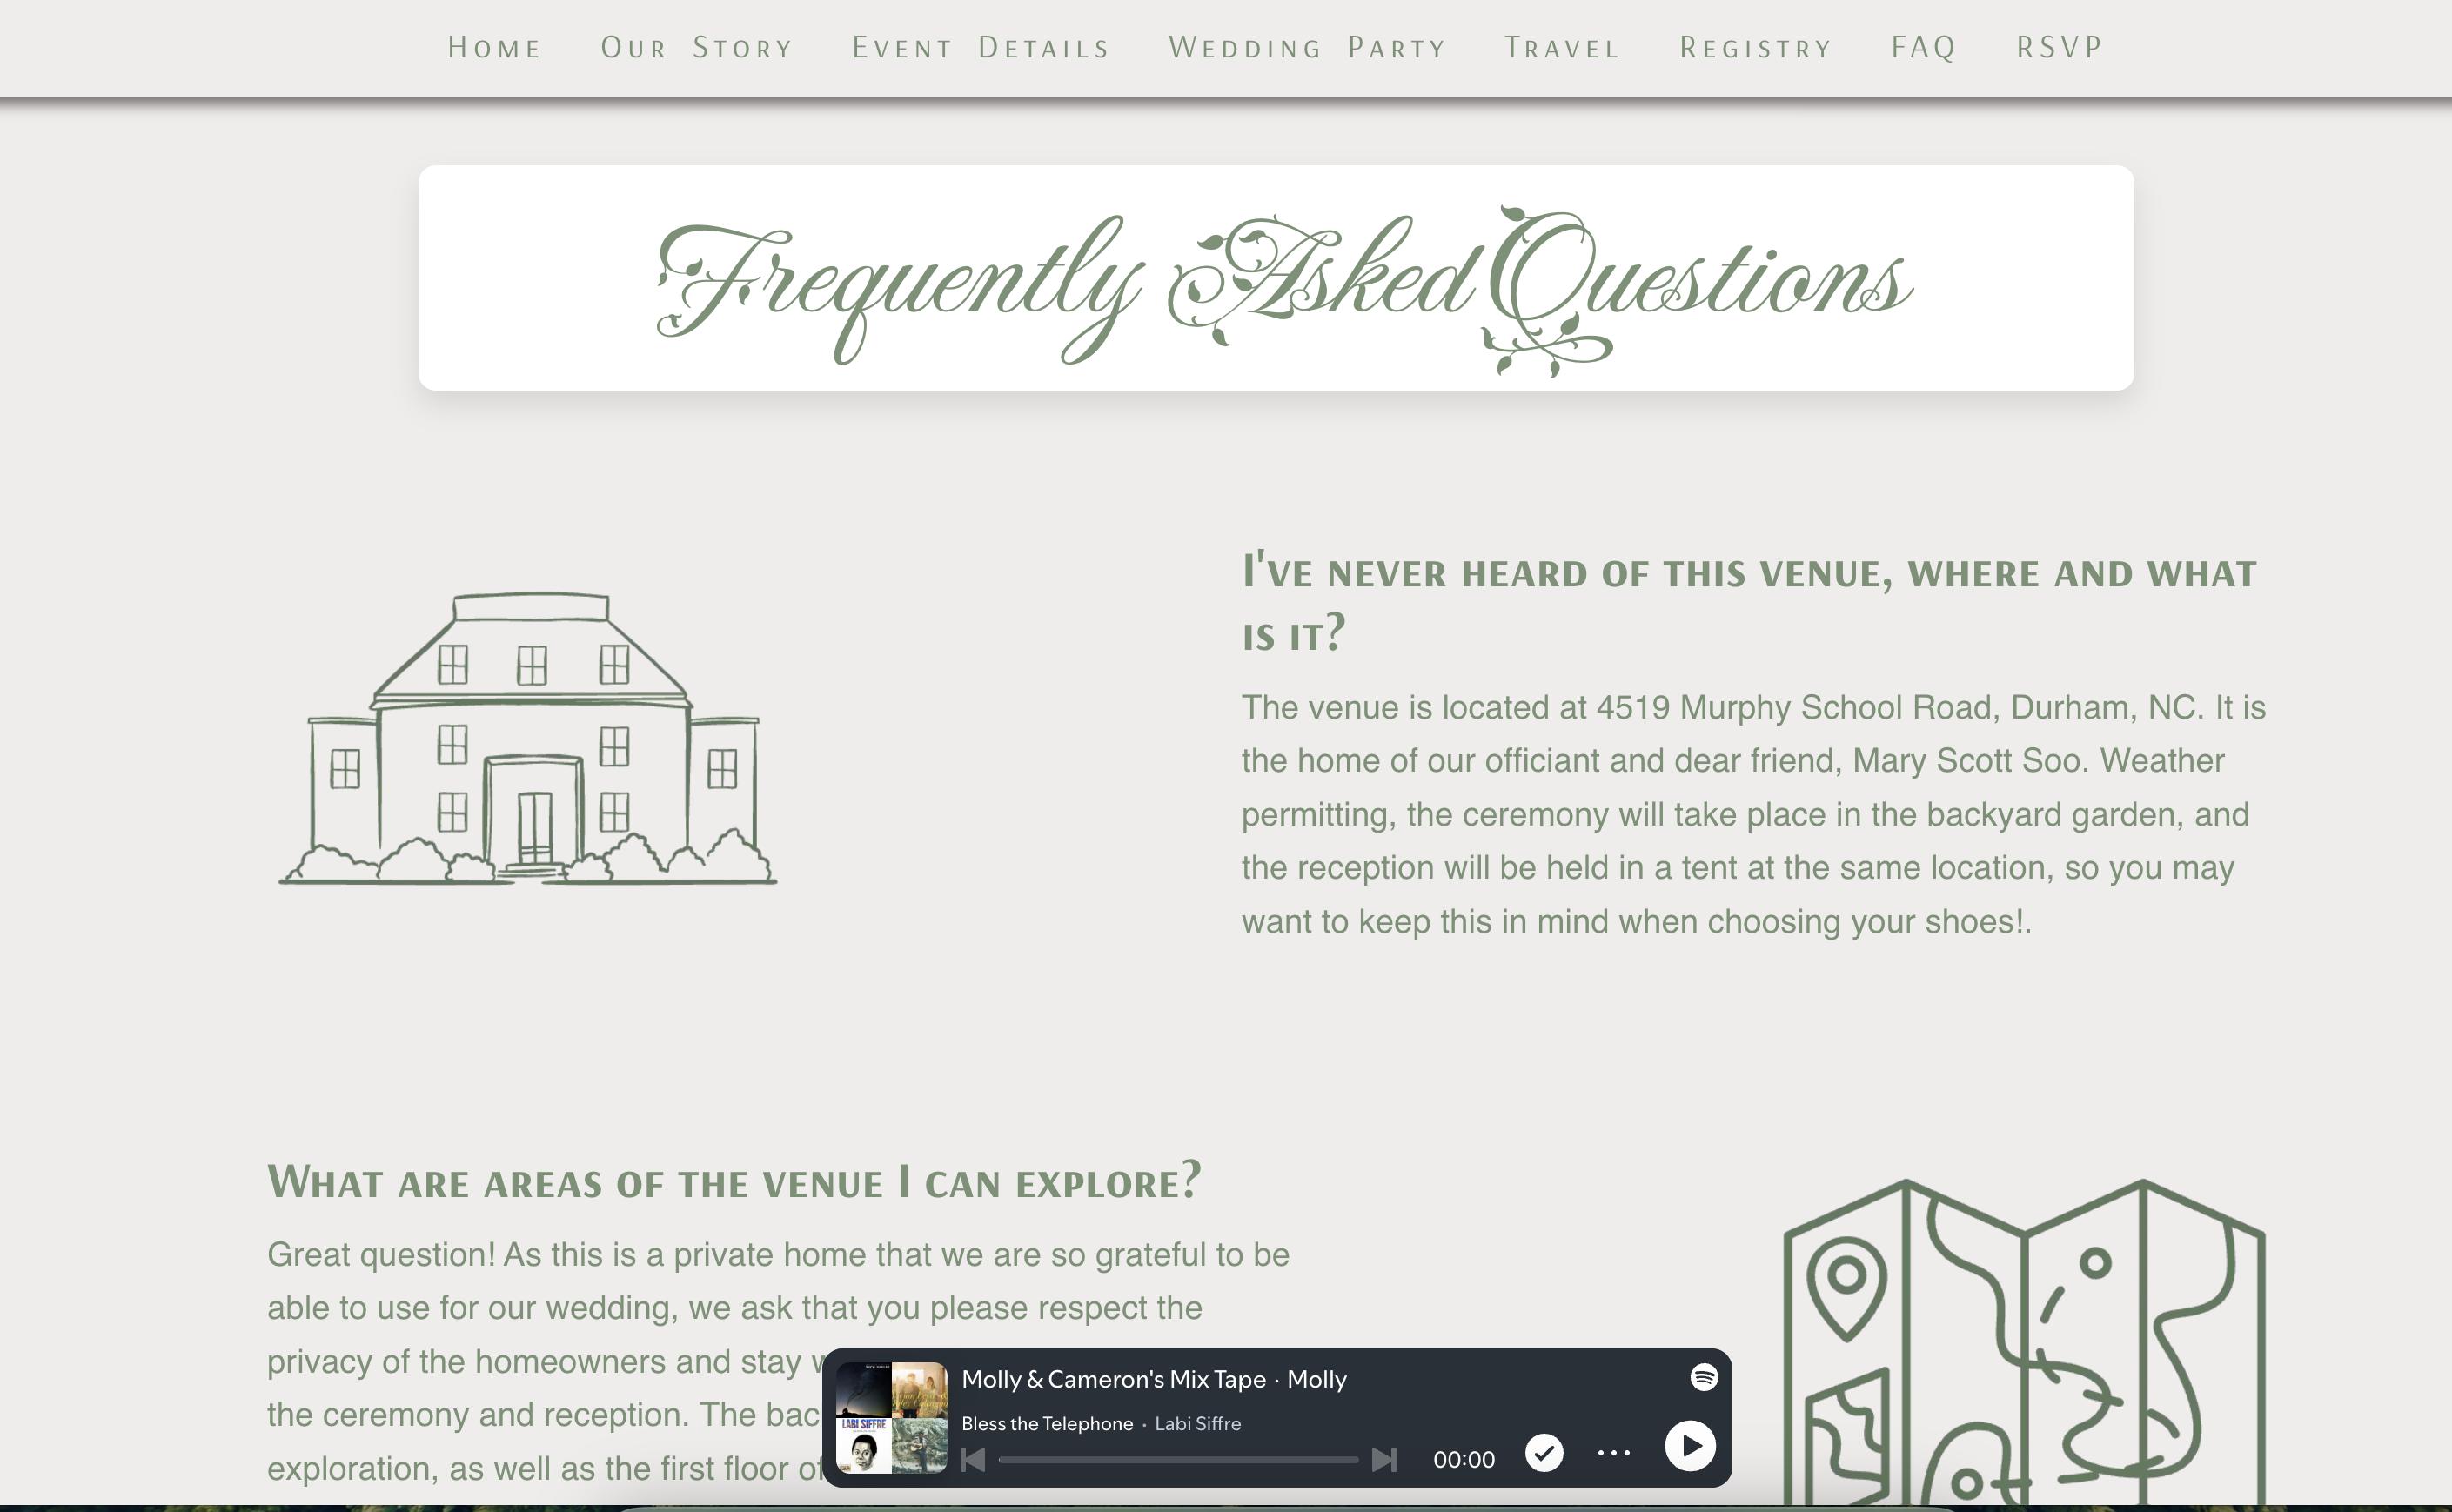 Home Our Story Event Details Wedding Party Travel Registry FAQ RSVP
Frequently Asked Questions
I've never heard of this venue, where and what
is it?
The venue is located at 4519 Murphy School Road, Durham, NC. It is
the home of our officiant and dear friend, Mary Scott Soo. Weather
permitting, the ceremony will take place in the backyard garden, and
the reception will be held in a tent at the same location, so you may
want to keep this in mind when choosing your shoes!.
What are areas of the venue I can explore?
Great question! As this is a private home that we are so grateful to be
able to use for our wedding, we ask that you please respect the
privacy of the homeowners and stay
the ceremony and reception. The
exploration, as well as the first floor of
Molly & Cameron's Mix Tape · Molly
Bless the Telephone · Labi Siffre
LABI SIFFRE
00:00